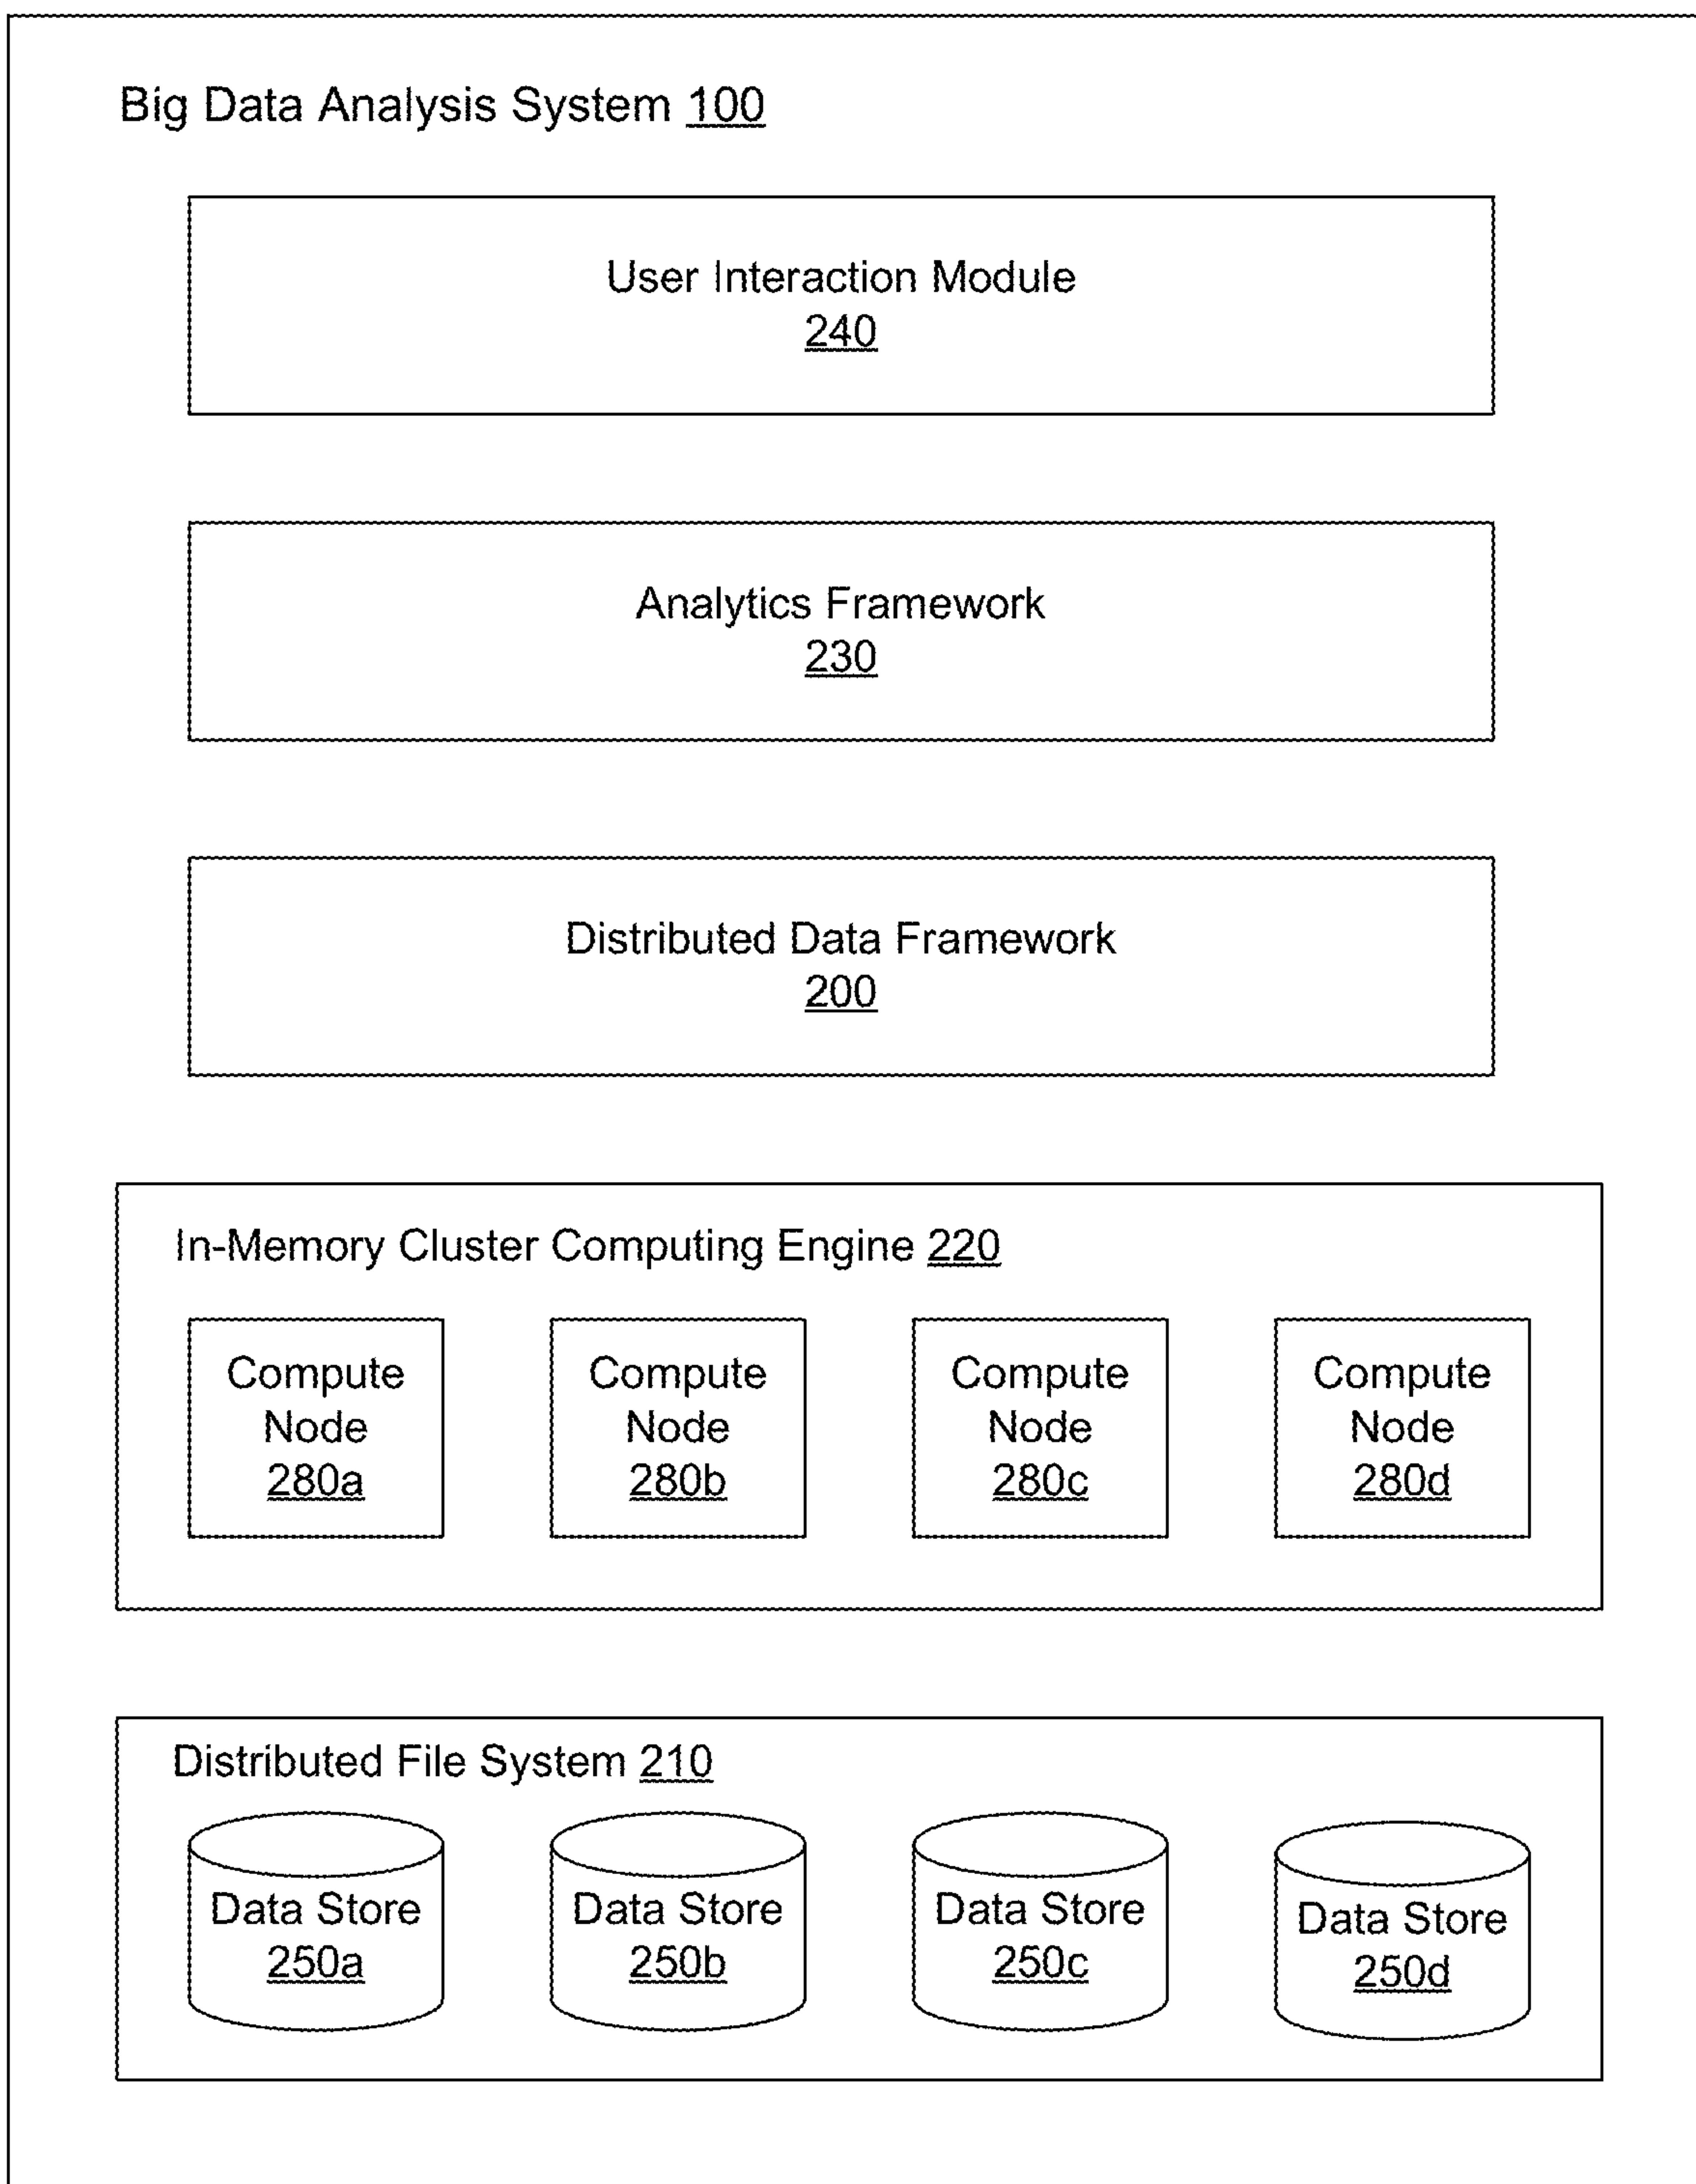 Big Data Analysis System 100
User Interaction Module
240
Analytics Framework
230
Distributed Data Framework
200
In-Memory Cluster Computing Engine 220
Compute
Node
280a
Compute
Node
280b
Compute
Node
280c
Compute
Node
280d
Distributed File System 210
Data Store
250a
Data Store
250b
Data Store
250c
Data Store
250d